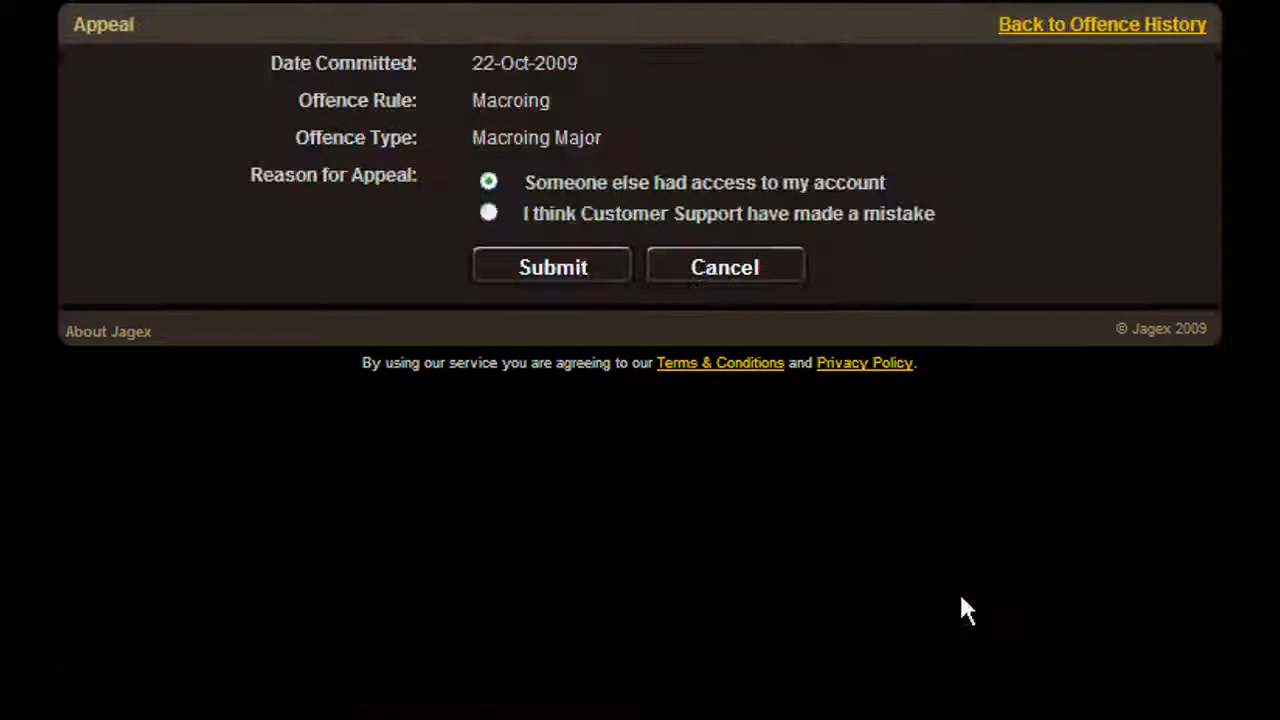 Appeal Back to Offence History
Date Committed: 22-Oct-2009
Offence Rule: Macroing
Offence Type: Macroing Major
Reason for Appeal: Someone else had access to my account
I think Customer Support have made a mistake
Submit Cancel
About Jagex © Jagex 2009
By using our service you are agreeing to our Terms & Conditions and Privacy Policy.